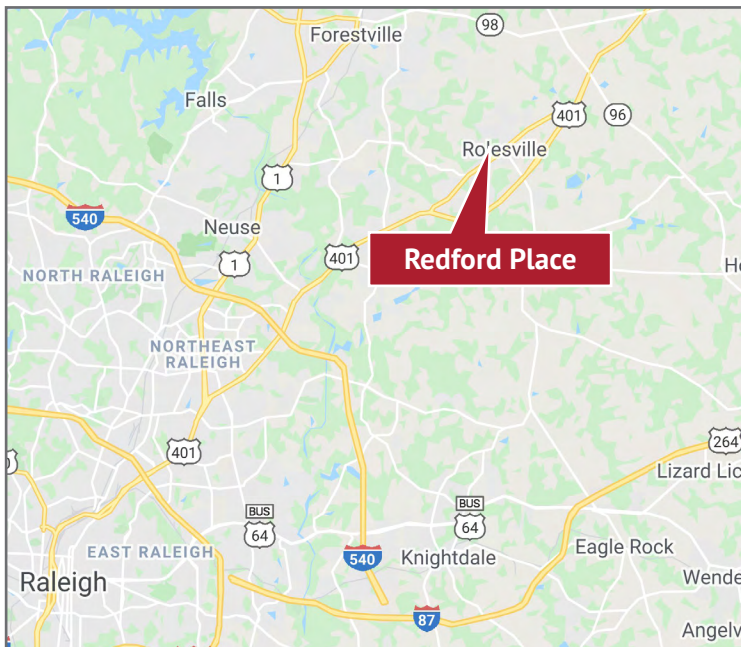 Forestville
98
Falls
401
96
Rolesville
1
540
Neuse
1
401
Redford Place
NORTH RALEIGH
NORTHEAST
RALEIGH
401
264
Lizard Lic
BUS
64
BUS
64
EAST RALEIGH
540
Knightdale
Eagle Rock
Raleigh
Wende
87
Angelv